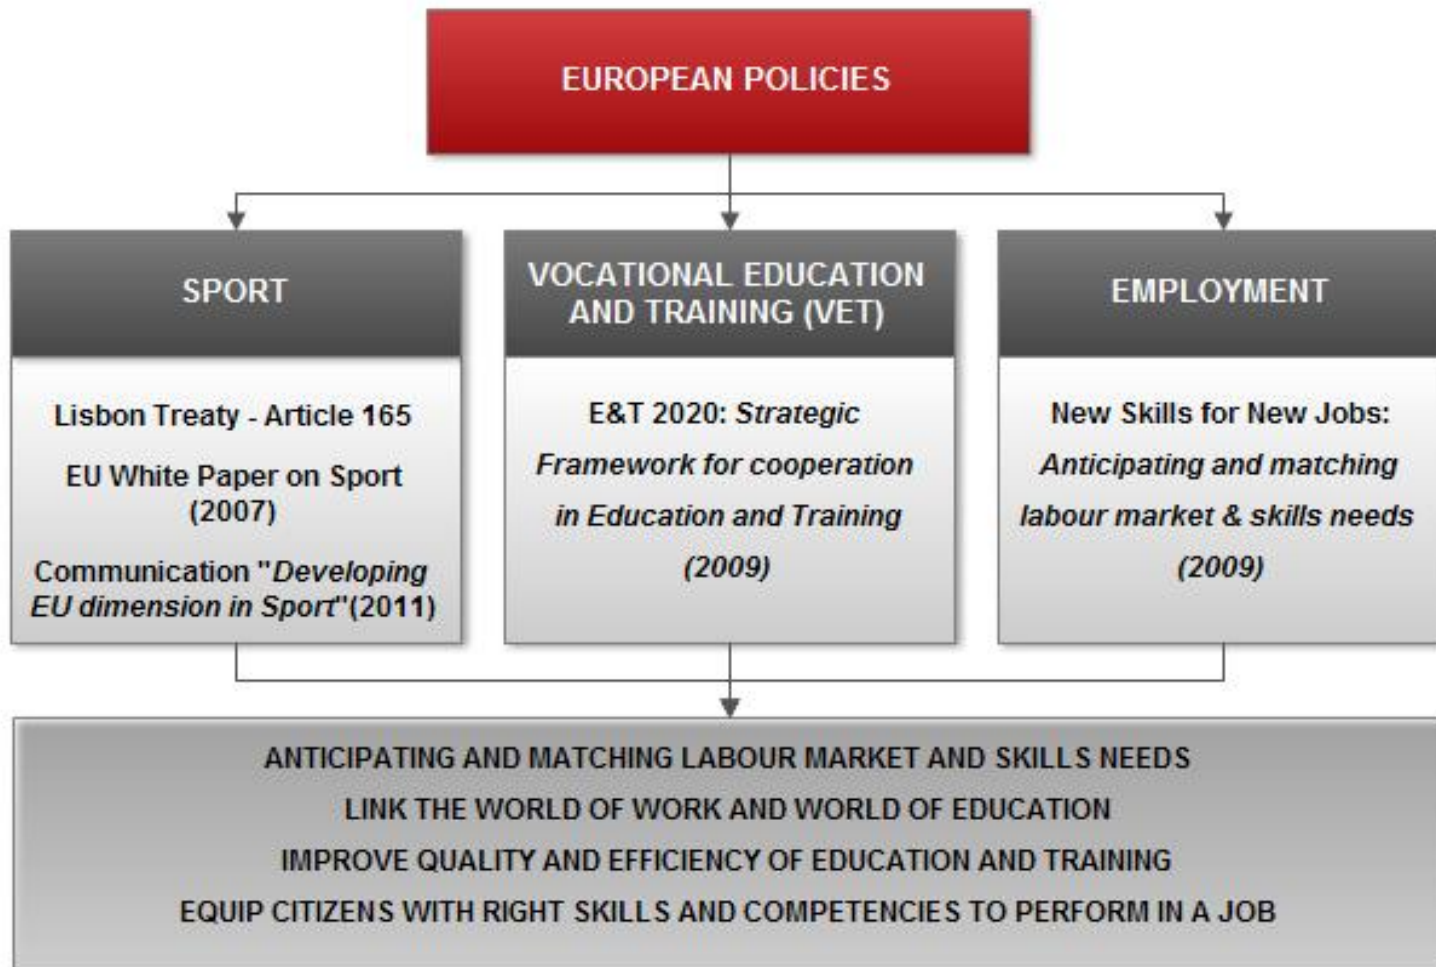 EUROPEAN POLICIES
SPORT
Lisbon Treaty - Article 165
EU White Paper on Sport
(2007)
Communication "Developing
EU dimension in Sport"(2011)
VOCATIONAL EDUCATION
AND TRAINING (VET)
E&T 2020: Strategic
Framework for cooperation
in Education and Training
(2009)
EMPLOYMENT
New Skills for New Jobs:
Anticipating and matching
labour market & skills needs
(2009)
ANTICIPATING AND MATCHING LABOUR MARKET AND SKILLS NEEDS
LINK THE WORLD OF WORK AND WORLD OF EDUCATION
IMPROVE QUALITY AND EFFICIENCY OF EDUCATION AND TRAINING
EQUIP CITIZENS WITH RIGHT SKILLS AND COMPETENCIES TO PERFORM IN A JOB